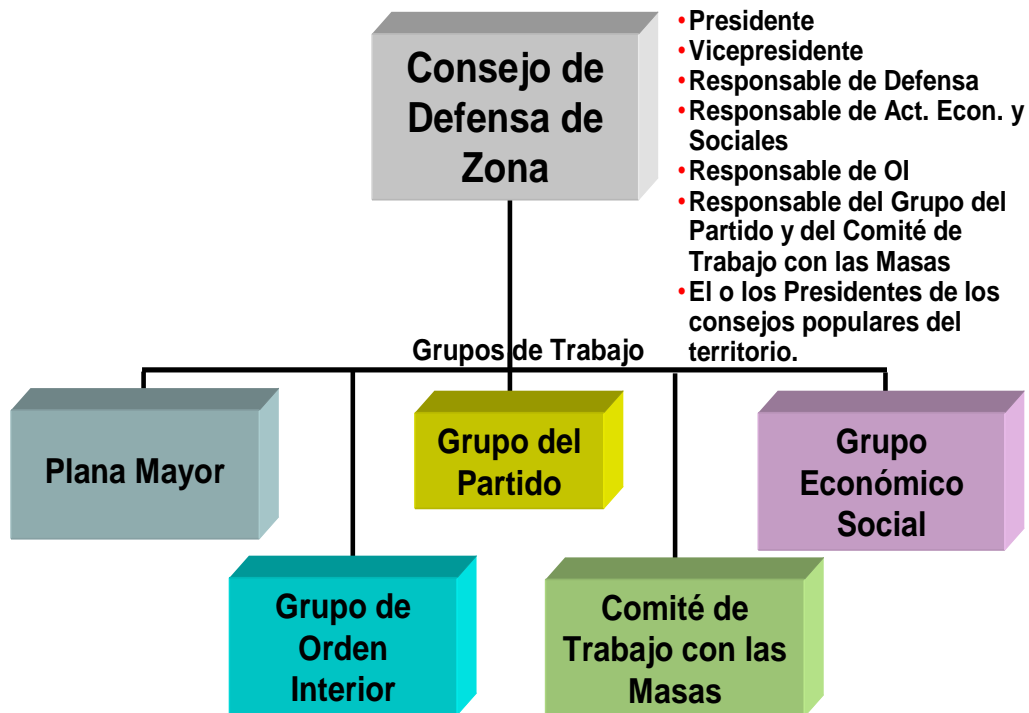 Consejo de
Defensa de
Zona
•Presidente
•Vicepresidente
•Responsable de Defensa
•Responsable de Act. Econ. y
Sociales
•Responsable de OI
•Responsable del Grupo del
Partido y del Comité de
Trabajo con las Masas
•El o los Presidentes de los
consejos populares del
territorio.
Grupos de Trabajo
Plana Mayor
Grupo del
Partido
Grupo
Económico
Social
Grupo de
Orden
Interior
Comité de
Trabajo con las
Masas